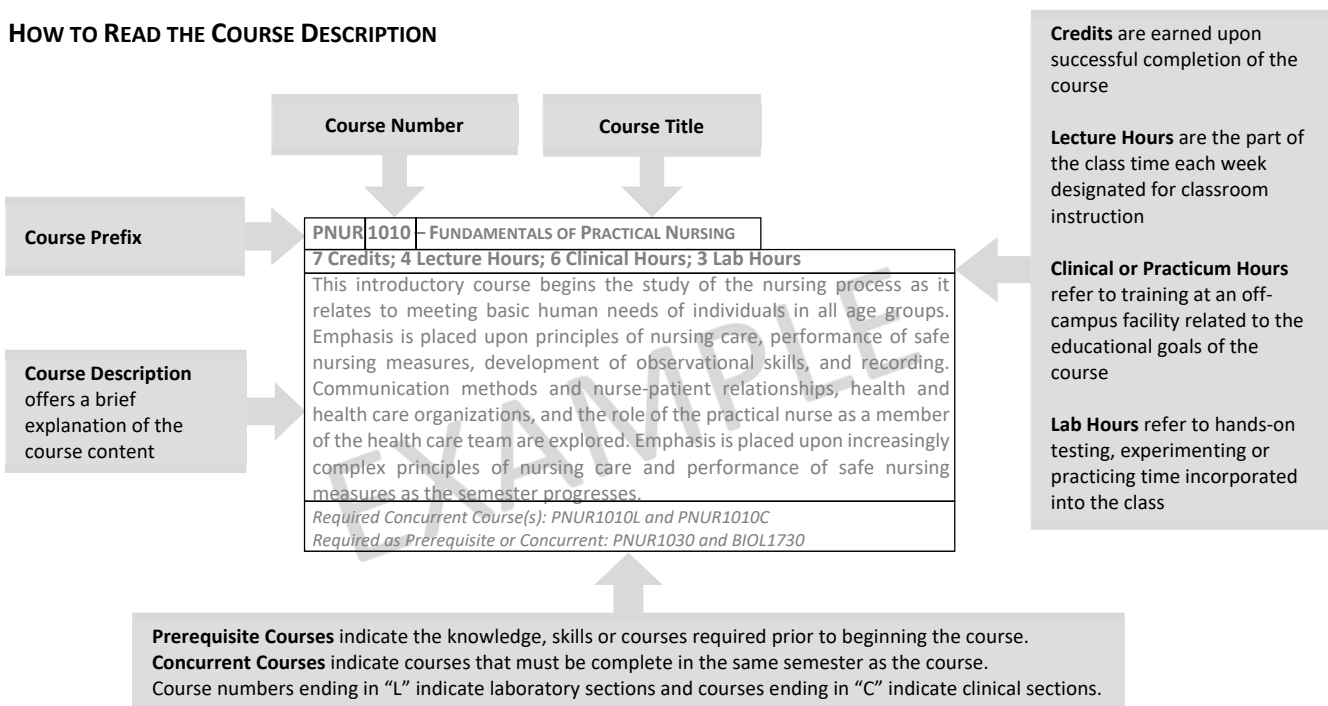 HOW TO READ THE COURSE DESCRIPTION
Course Number
Course Title
Course Prefix
Course Description
offers a brief
explanation of the
course content
PNUR 1010 – FUNDAMENTALS OF PRACTICAL NURSING
7 Credits; 4 Lecture Hours; 6 Clinical Hours; 3 Lab Hours
This introductory course begins the study of the nursing process as it
relates to meeting basic human needs of individuals in all age groups.
Emphasis is placed upon principles of nursing care, performance of safe
nursing measures, development of observational skills, and recording.
Communication methods and nurse-patient relationships, health and
health care organizations, and the role of the practical nurse as a member
of the health care team are explored. Emphasis is placed upon increasingly
complex principles of nursing care and performance of safe nursing
measures as the semester progresses.
Required Concurrent Course(s): PNUR1010L and PNUR1010C
Required as Prerequisite or Concurrent: PNUR1030 and BIOL1730
EXAMPLE
Credits are earned upon
successful completion of the
course
Lecture Hours are the part of
the class time each week
designated for classroom
instruction
Clinical or Practicum Hours
refer to training at an off-
campus facility related to the
educational goals of the
course
Lab Hours refer to hands-on
testing, experimenting or
practicing time incorporated
into the class
Prerequisite Courses indicate the knowledge, skills or courses required prior to beginning the course.
Concurrent Courses indicate courses that must be complete in the same semester as the course.
Course numbers ending in “L” indicate laboratory sections and courses ending in “C” indicate clinical sections.